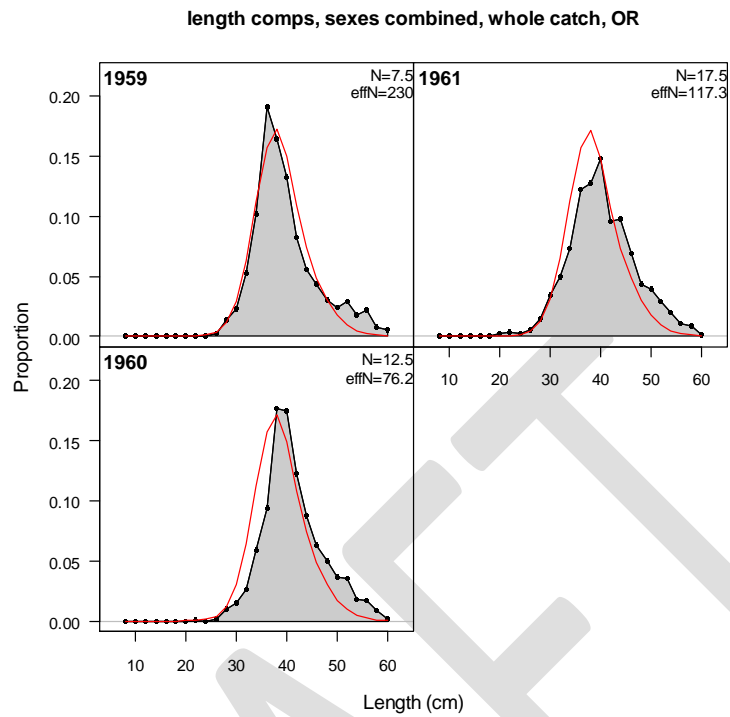 length comps, sexes combined, whole catch, OR
1959
N=7.5
effN=230
0.20
0.15
0.10
0.05
0.00
1961
N=17.5
effN=117.3
10 20 30 40 50 60
1960
N=12.5
effN=76.2
0.20
0.15
0.10
0.05
0.00
10 20 30 40 50 60
Proportion
Length (cm)
AFT